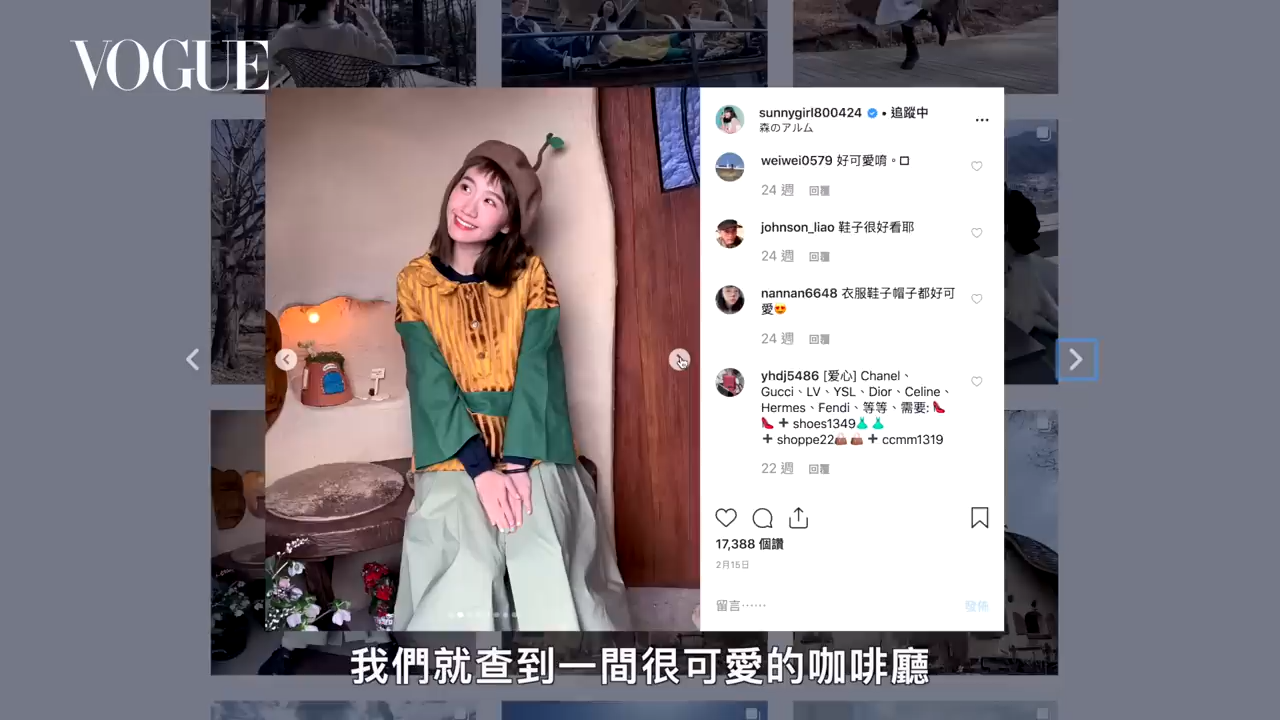 VOGUE
sunnygirl800424 • 追蹤中
森のアルム
weiwei0579 好可愛唷。
24 週 回覆
johnson_liao 鞋子很好看耶
24 週 回覆
nannan6648 衣服鞋子帽子都好可
愛😍
24 週 回覆
yhdj5486 [爱心] Chanel、
Gucci、LV、YSL、Dior、Celine、
Hermes、Fendi、等等、需要: 👠
👠 ➕ shoes1349👗👗
➕ shoppe22👜👜 ➕ ccmm1319
22 週 回覆
17,388 個讚
2月15日
留言⋯⋯ 發佈
我們就查到一間很可愛的咖啡廳